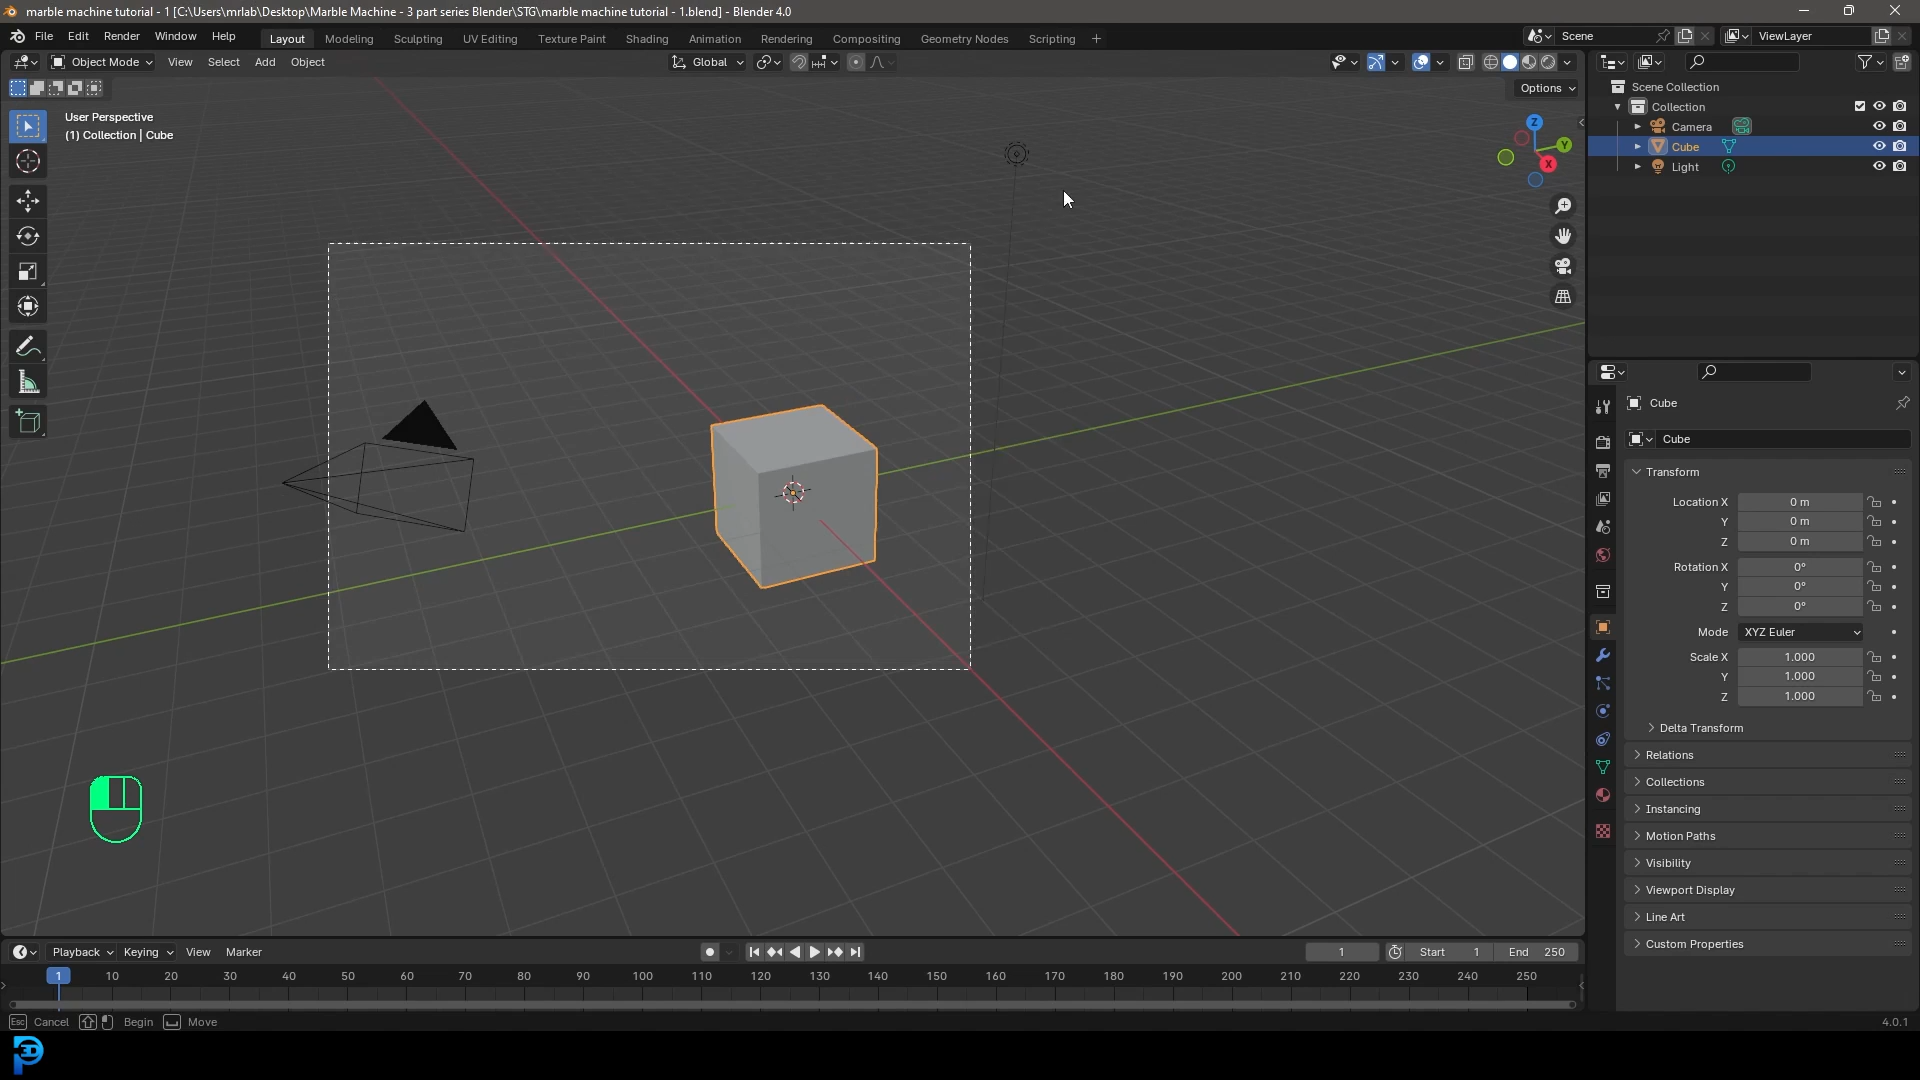 marble machine tutorial - 1 [C:\Users\mrlab\Desktop\Marble Machine - 3 part series Blender\STG\marble machine tutorial - 1.blend] - Blender 4.0
File Edit Render Window Help Layout Modeling Sculpting UV Editing Texture Paint Shading Animation Rendering Compositing Geometry Nodes Scripting + Scene ViewLayer
Object Mode View Select Add Object Global
Options
User Perspective
(1) Collection | Cube
Z
Y
X
Scene Collection
Collection
Camera
Cube
Light
Cube
Cube
Transform
Location X 0 m
Y 0 m
Z 0 m
Rotation X 0°
Y 0°
Z 0°
Mode XYZ Euler
Scale X 1.000
Y 1.000
Z 1.000
Delta Transform
Relations
Collections
Instancing
Motion Paths
Visibility
Viewport Display
Line Art
Custom Properties
Playback Keying View Marker 1 Start 1 End 250
1 10 20 30 40 50 60 70 80 90 100 110 120 130 140 150 160 170 180 190 200 210 220 230 240 250
Esc Cancel Begin Move 4.0.1
3D